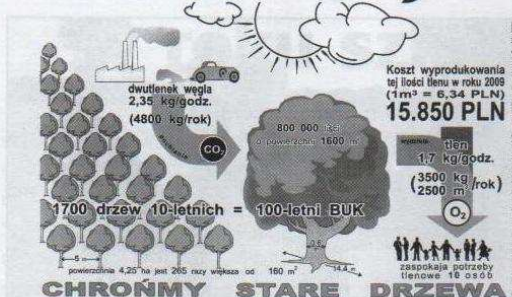 Koszt wyprodukowania
tej ilości tlenu w roku 2009
(1m³ = 6,34 PLN)
15.850 PLN
dwutlenek węgla
2,35 kg/godz.
(4800 kg/rok)
CO₂
800 000
o powierzchni 1600 m²
tlen
1,7 kg/godz.
(3500 kg
2500 m³/rok)
O₂
1700 drzew 10-letnich = 100-letni BUK
5 m
powierzchnia 4,25 ha jest 265 razy większa od 160 m²
14,4 m
zaspokaja potrzeby
tlenowe 10 osób
CHROŃMY STARE DRZEWA